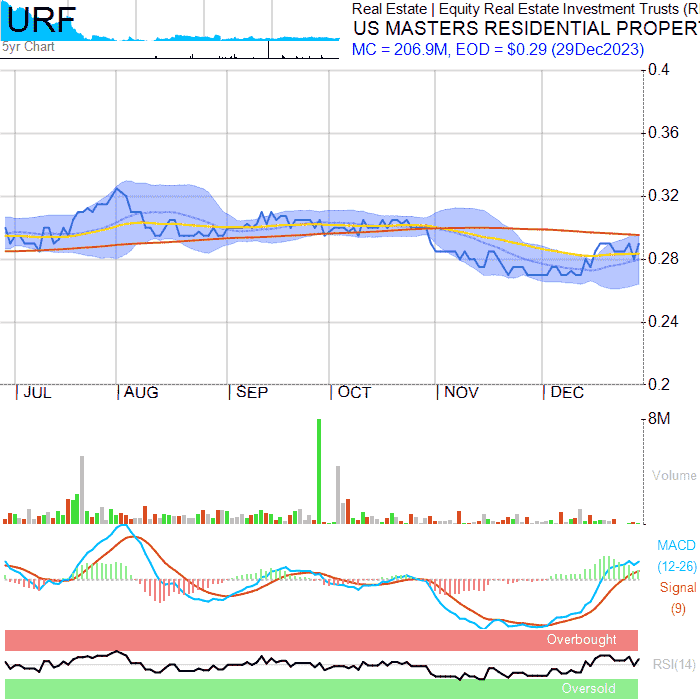 URF
5yr Chart
Real Estate | Equity Real Estate Investment Trusts (R
US MASTERS RESIDENTIAL PROPER
MC = 206.9M, EOD = $0.29 (29Dec2023)
0.4
0.36
0.32
0.28
0.24
0.2
JUL AUG SEP OCT NOV DEC
8M
Volume
MACD
(12-26)
Signal
(9)
Overbought
RSI(14)
Oversold